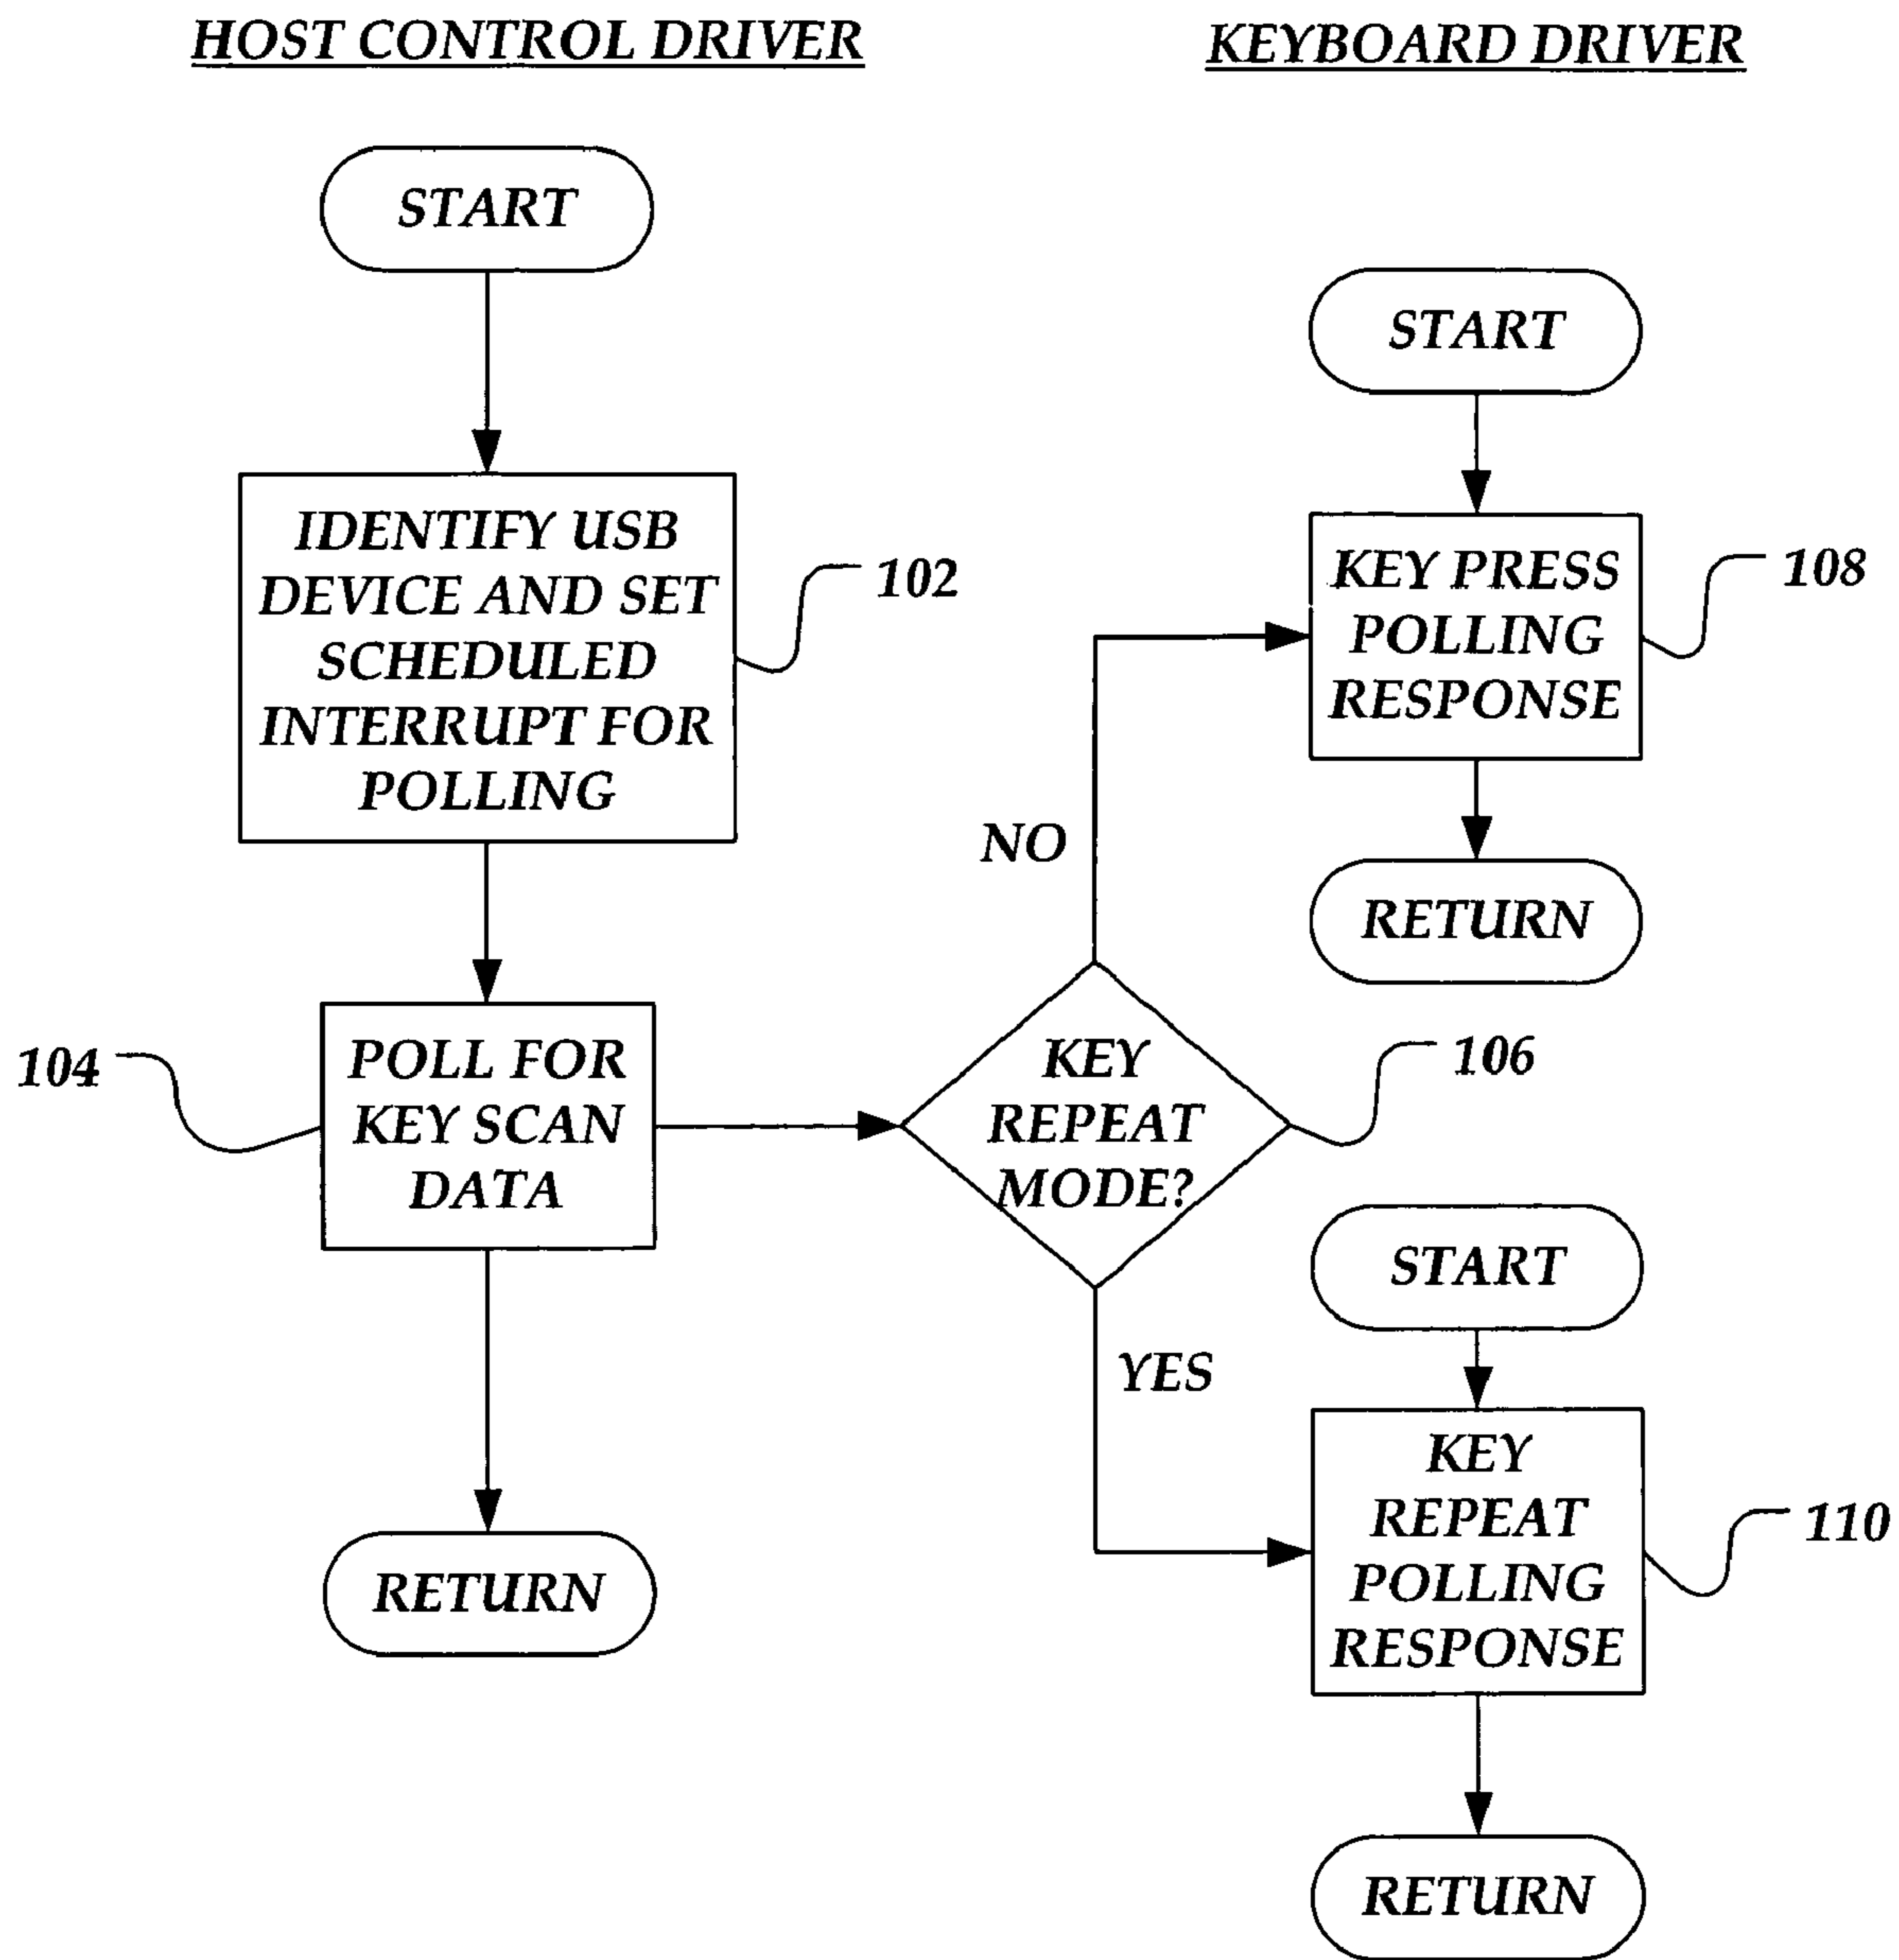 HOST CONTROL DRIVER
START
IDENTIFY USB
DEVICE AND SET
SCHEDULED
INTERRUPT FOR
POLLING
102
104
POLL FOR
KEY SCAN
DATA
RETURN
KEYBOARD DRIVER
START
KEY PRESS
POLLING
RESPONSE
108
RETURN
NO
KEY
REPEAT
MODE?
106
YES
START
KEY
REPEAT
POLLING
RESPONSE
110
RETURN